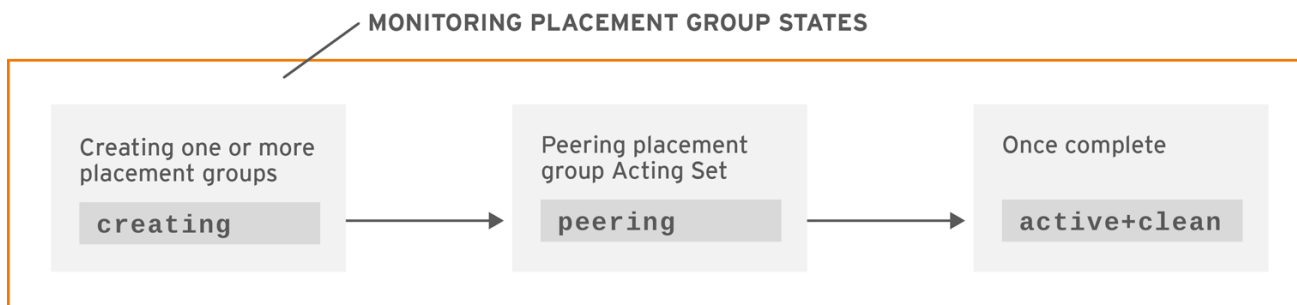 MONITORING PLACEMENT GROUP STATES
Creating one or more
placement groups
creating
Peering placement
group Acting Set
peering
Once complete
active+clean